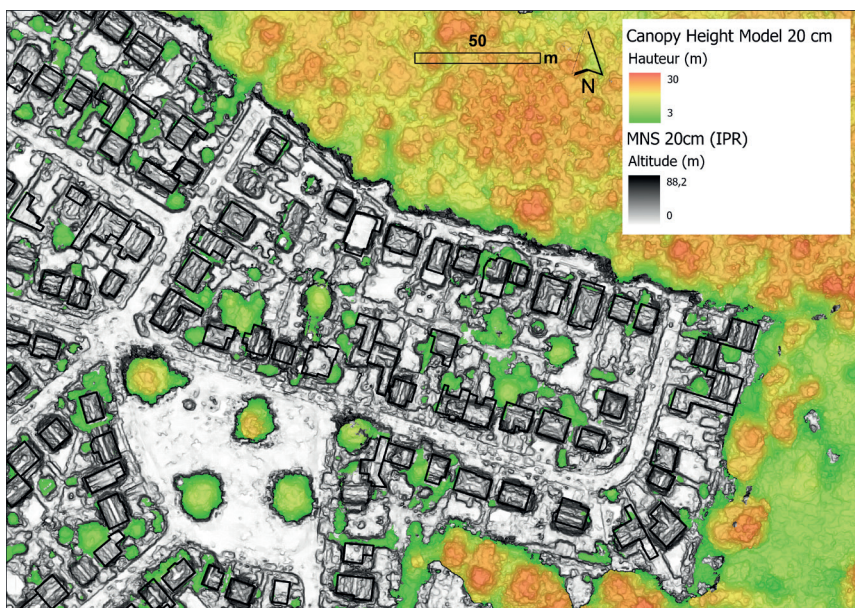 50
m
N
Canopy Height Model 20 cm
Hauteur (m)
30
3
MNS 20cm (IPR)
Altitude (m)
88,2
0